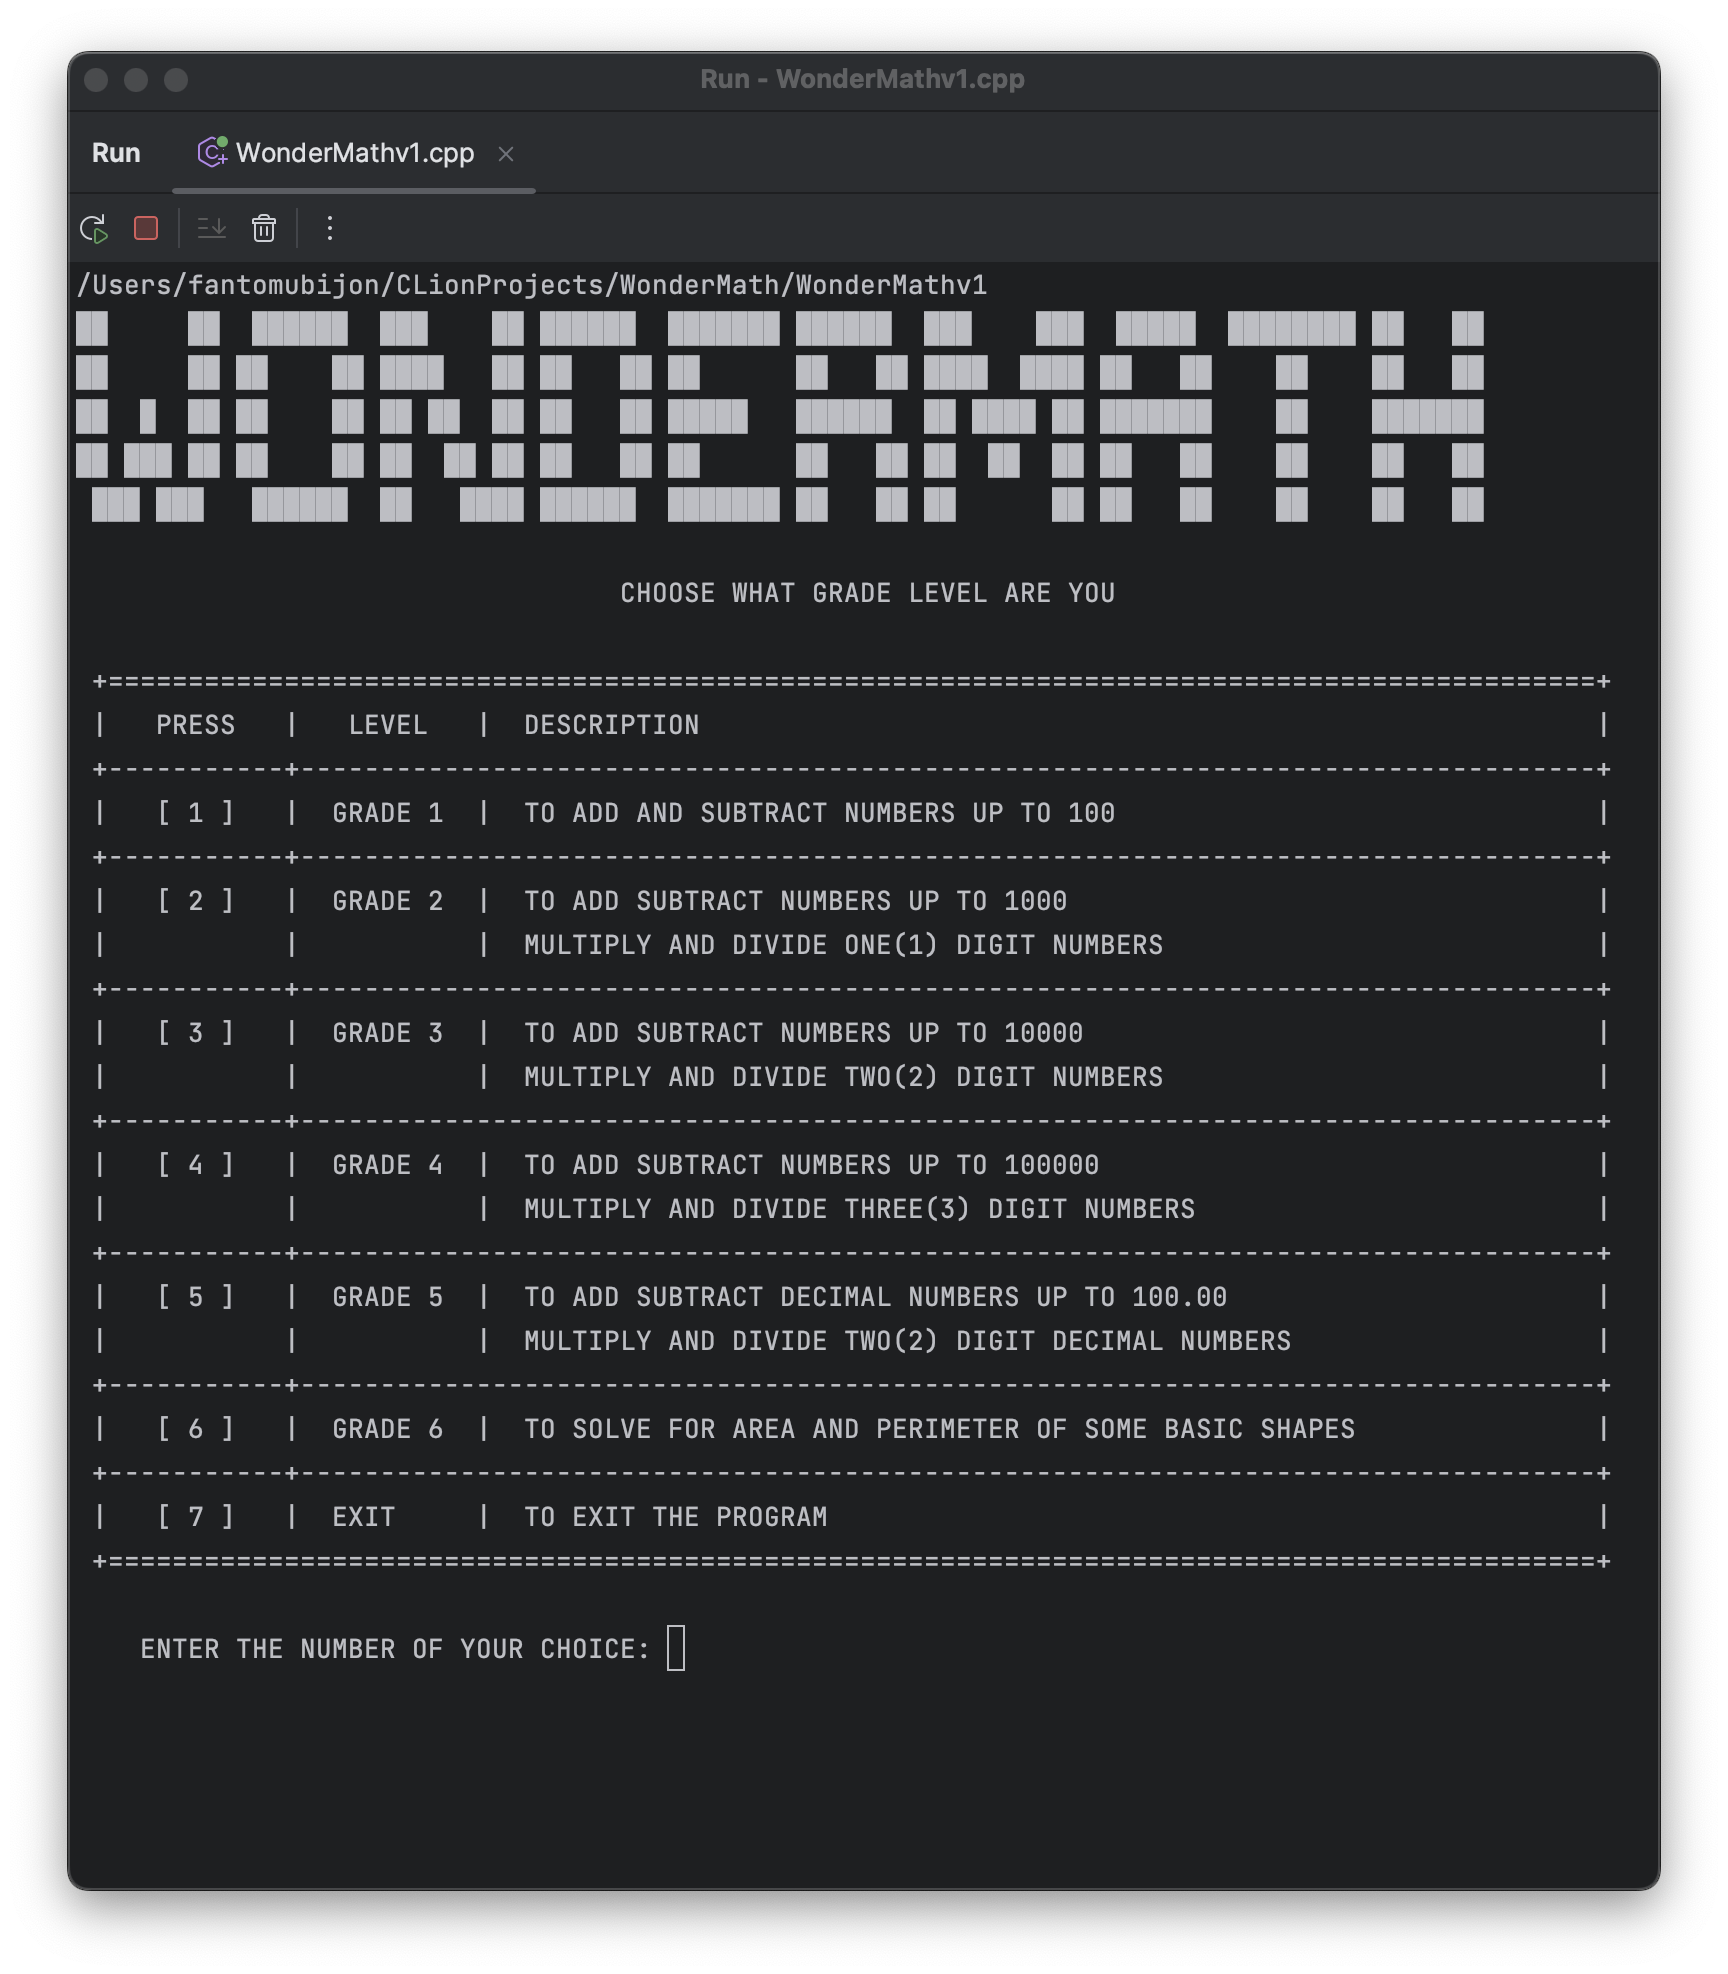 Run - WonderMathv1.cpp
Run WonderMathv1.cpp
/Users/fantomubijon/CLionProjects/WonderMath/WonderMathv1
WONDERMATH
CHOOSE WHAT GRADE LEVEL ARE YOU
PRESS | LEVEL | DESCRIPTION
[ 1 ] | GRADE 1 | TO ADD AND SUBTRACT NUMBERS UP TO 100
[ 2 ] | GRADE 2 | TO ADD SUBTRACT NUMBERS UP TO 1000
MULTIPLY AND DIVIDE ONE(1) DIGIT NUMBERS
[ 3 ] | GRADE 3 | TO ADD SUBTRACT NUMBERS UP TO 10000
MULTIPLY AND DIVIDE TWO(2) DIGIT NUMBERS
[ 4 ] | GRADE 4 | TO ADD SUBTRACT NUMBERS UP TO 100000
MULTIPLY AND DIVIDE THREE(3) DIGIT NUMBERS
[ 5 ] | GRADE 5 | TO ADD SUBTRACT DECIMAL NUMBERS UP TO 100.00
MULTIPLY AND DIVIDE TWO(2) DIGIT DECIMAL NUMBERS
[ 6 ] | GRADE 6 | TO SOLVE FOR AREA AND PERIMETER OF SOME BASIC SHAPES
[ 7 ] | EXIT | TO EXIT THE PROGRAM
ENTER THE NUMBER OF YOUR CHOICE: